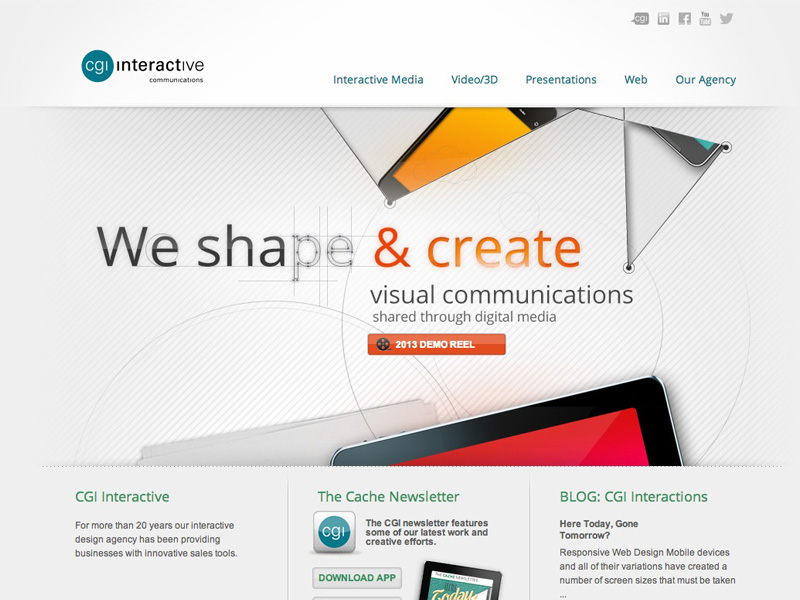 cgi
You
Tube
cgi interactive
communications
Interactive Media
Video/3D
Presentations
Web
Our Agency
We shape & create
visual communications
shared through digital media
2013 DEMO REEL
CGI Interactive
For more than 20 years our interactive
design agency has been providing
businesses with innovative sales tools.
The Cache Newsletter
cgi
The CGI newsletter features
some of our latest work and
creative efforts.
DOWNLOAD APP
THE CACHE NEWSLETTER
Today
BLOG: CGI Interactions
Here Today, Gone
Tomorrow?
Responsive Web Design Mobile devices
and all of their variations have created a
number of screen sizes that must be taken
...